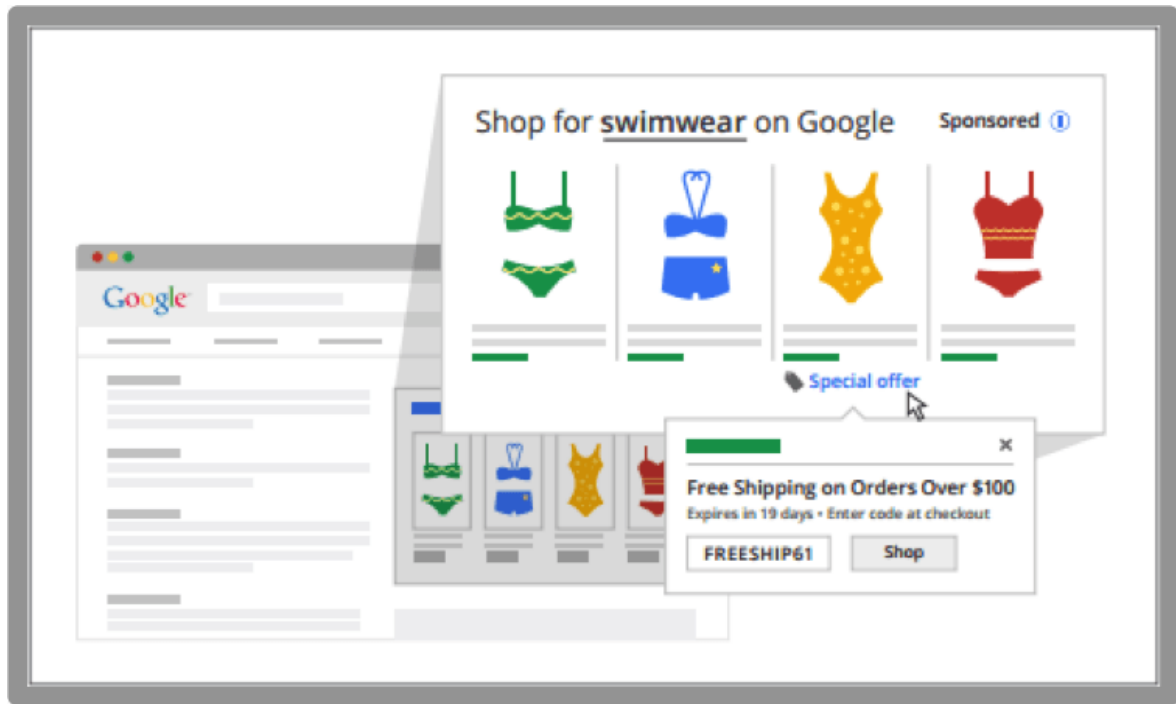 Shop for swimwear on Google
Sponsored
Google
Special offer
Free Shipping on Orders Over $100
Expires in 19 days • Enter code at checkout
FREESHIP61
Shop